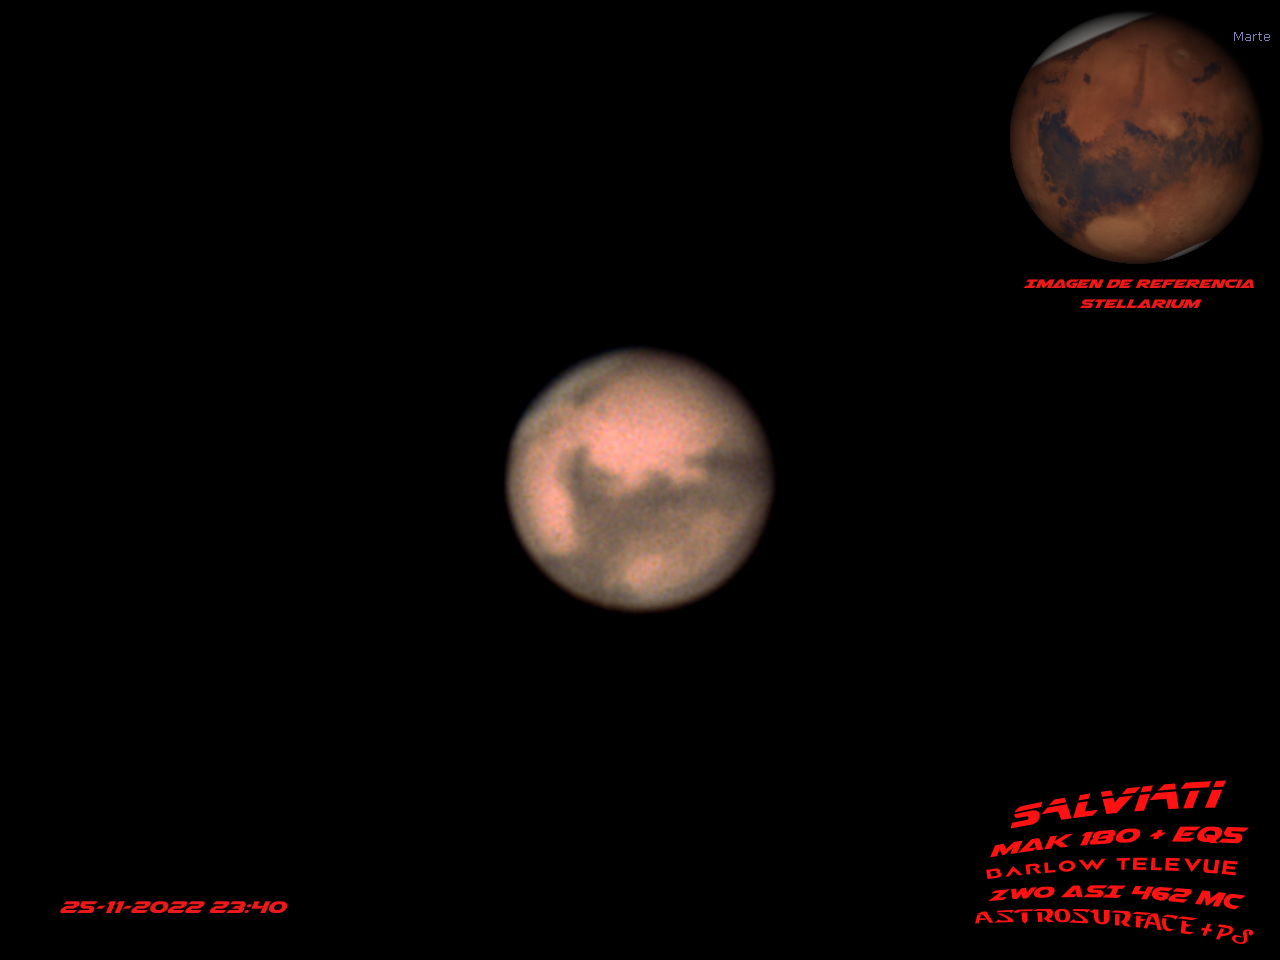 Marte
IMAGEN DE REFERENCIA
STELLARIUM
SALVIATI
MAK 180 + EQ5
BARLOW TELEVUE
ZWO ASI 462 MC
ASTROSURFACE + PS
25-11-2022 23:40